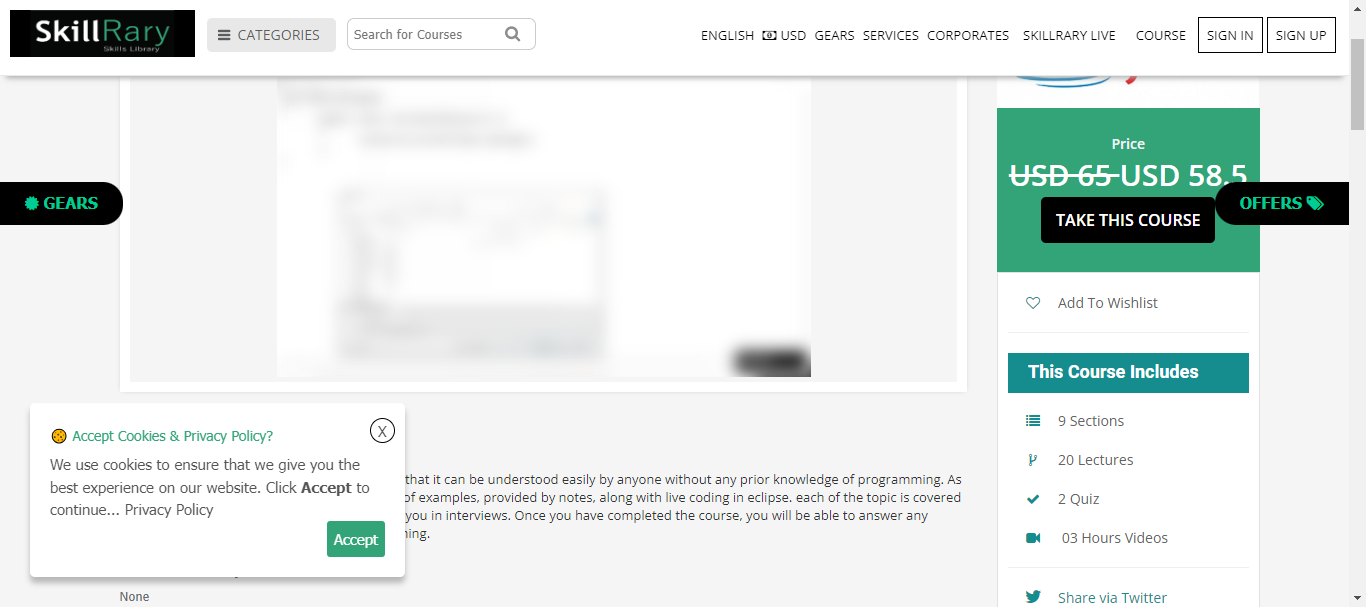 SkillRary
Skills Library
CATEGORIES
Search for Courses
ENGLISH USD GEARS SERVICES CORPORATES SKILLRARY LIVE COURSE SIGN IN SIGN UP
Price
USD 65 USD 58.5
GEARS
OFFERS
TAKE THIS COURSE
Add To Wishlist
This Course Includes
9 Sections
20 Lectures
2 Quiz
03 Hours Videos
Share via Twitter
Accept Cookies & Privacy Policy?
X
We use cookies to ensure that we give you the
best experience on our website. Click Accept to
continue... Privacy Policy
Accept
that it can be understood easily by anyone without any prior knowledge of programming. As
of examples, provided by notes, along with live coding in eclipse. each of the topic is covered
you in interviews. Once you have completed the course, you will be able to answer any
None